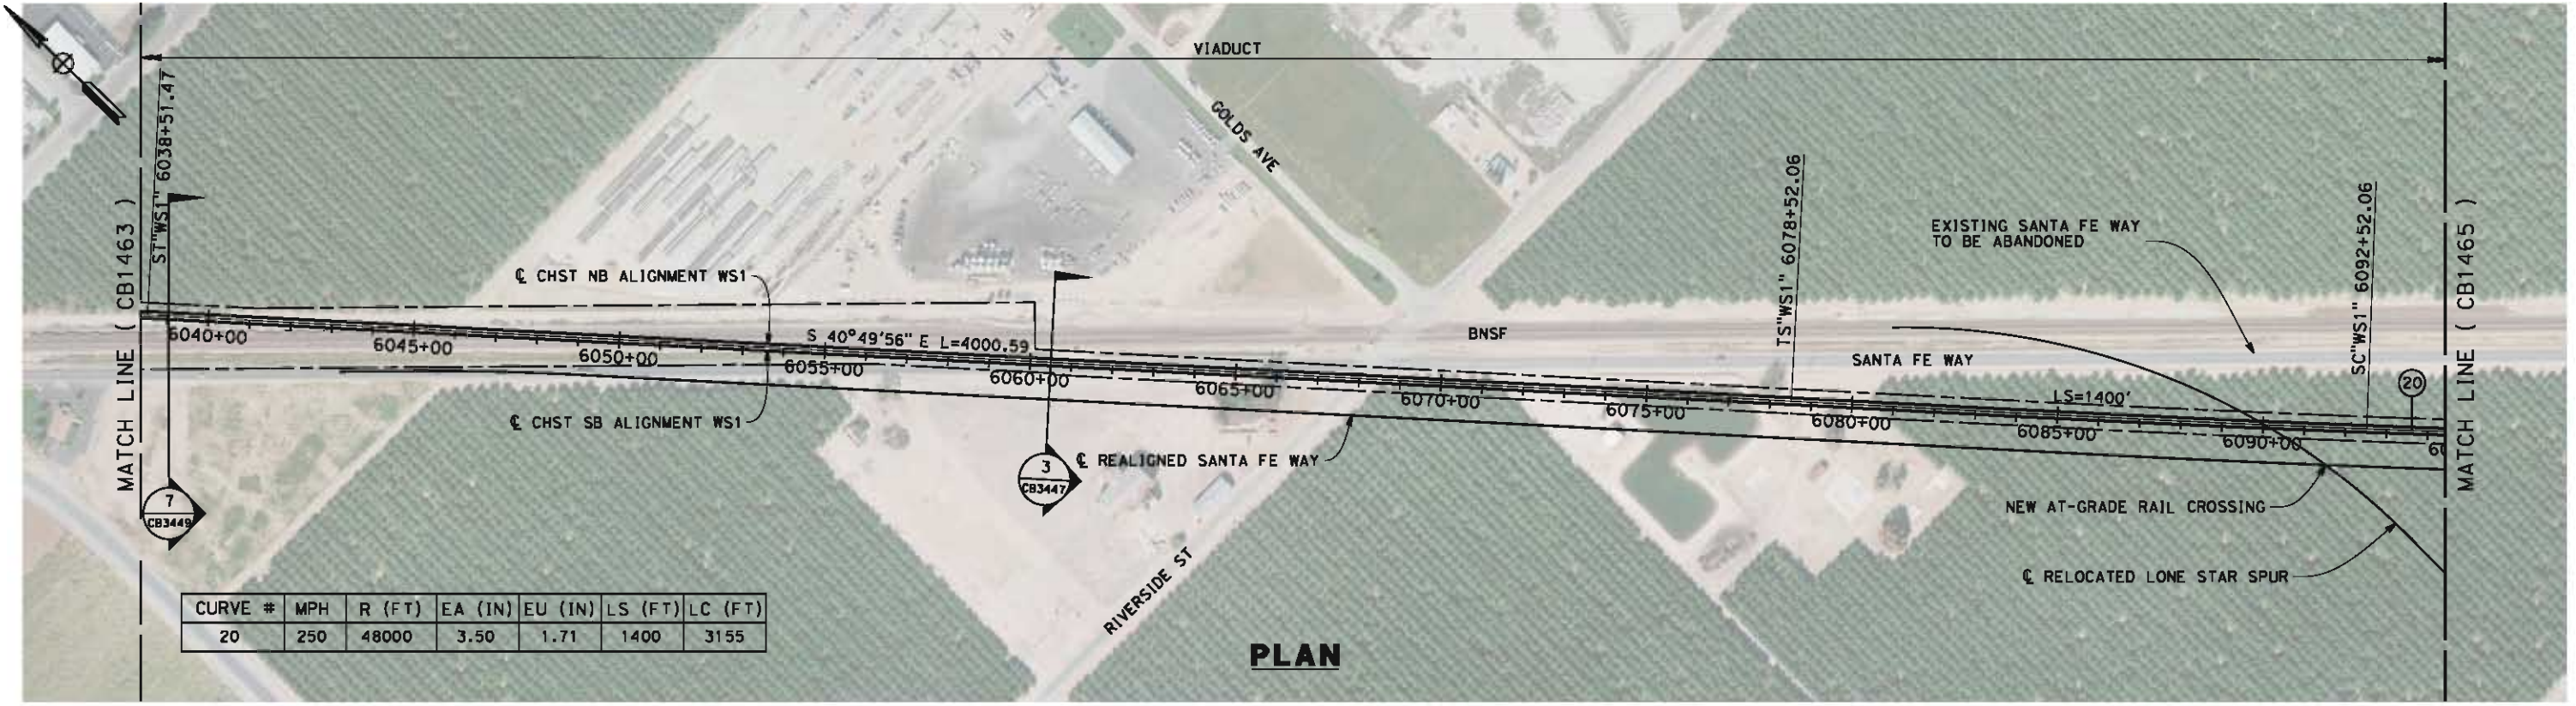 VIADUCT
ST"WS1" 6038+51.47
GOLDS AVE
TS"WS1" 6078+52.06
SC"WS1" 6092+52.06
EXISTING SANTA FE WAY
TO BE ABANDONED
MATCH LINE ( CB1463 )
MATCH LINE ( CB1465 )
℄ CHST NB ALIGNMENT WS1
S 40°49'56" E L=4000.59
BNSF
SANTA FE WAY
LS=1400'
20
6040+00
6045+00
6050+00
6055+00
6060+00
6065+00
6070+00
6075+00
6080+00
6085+00
6090+00
60
℄ CHST SB ALIGNMENT WS1
℄ REALIGNED SANTA FE WAY
3
CB3447
7
CB3449
NEW AT-GRADE RAIL CROSSING
℄ RELOCATED LONE STAR SPUR
RIVERSIDE ST
CURVE # MPH R (FT) EA (IN) EU (IN) LS (FT) LC (FT)
20 250 48000 3.50 1.71 1400 3155
PLAN